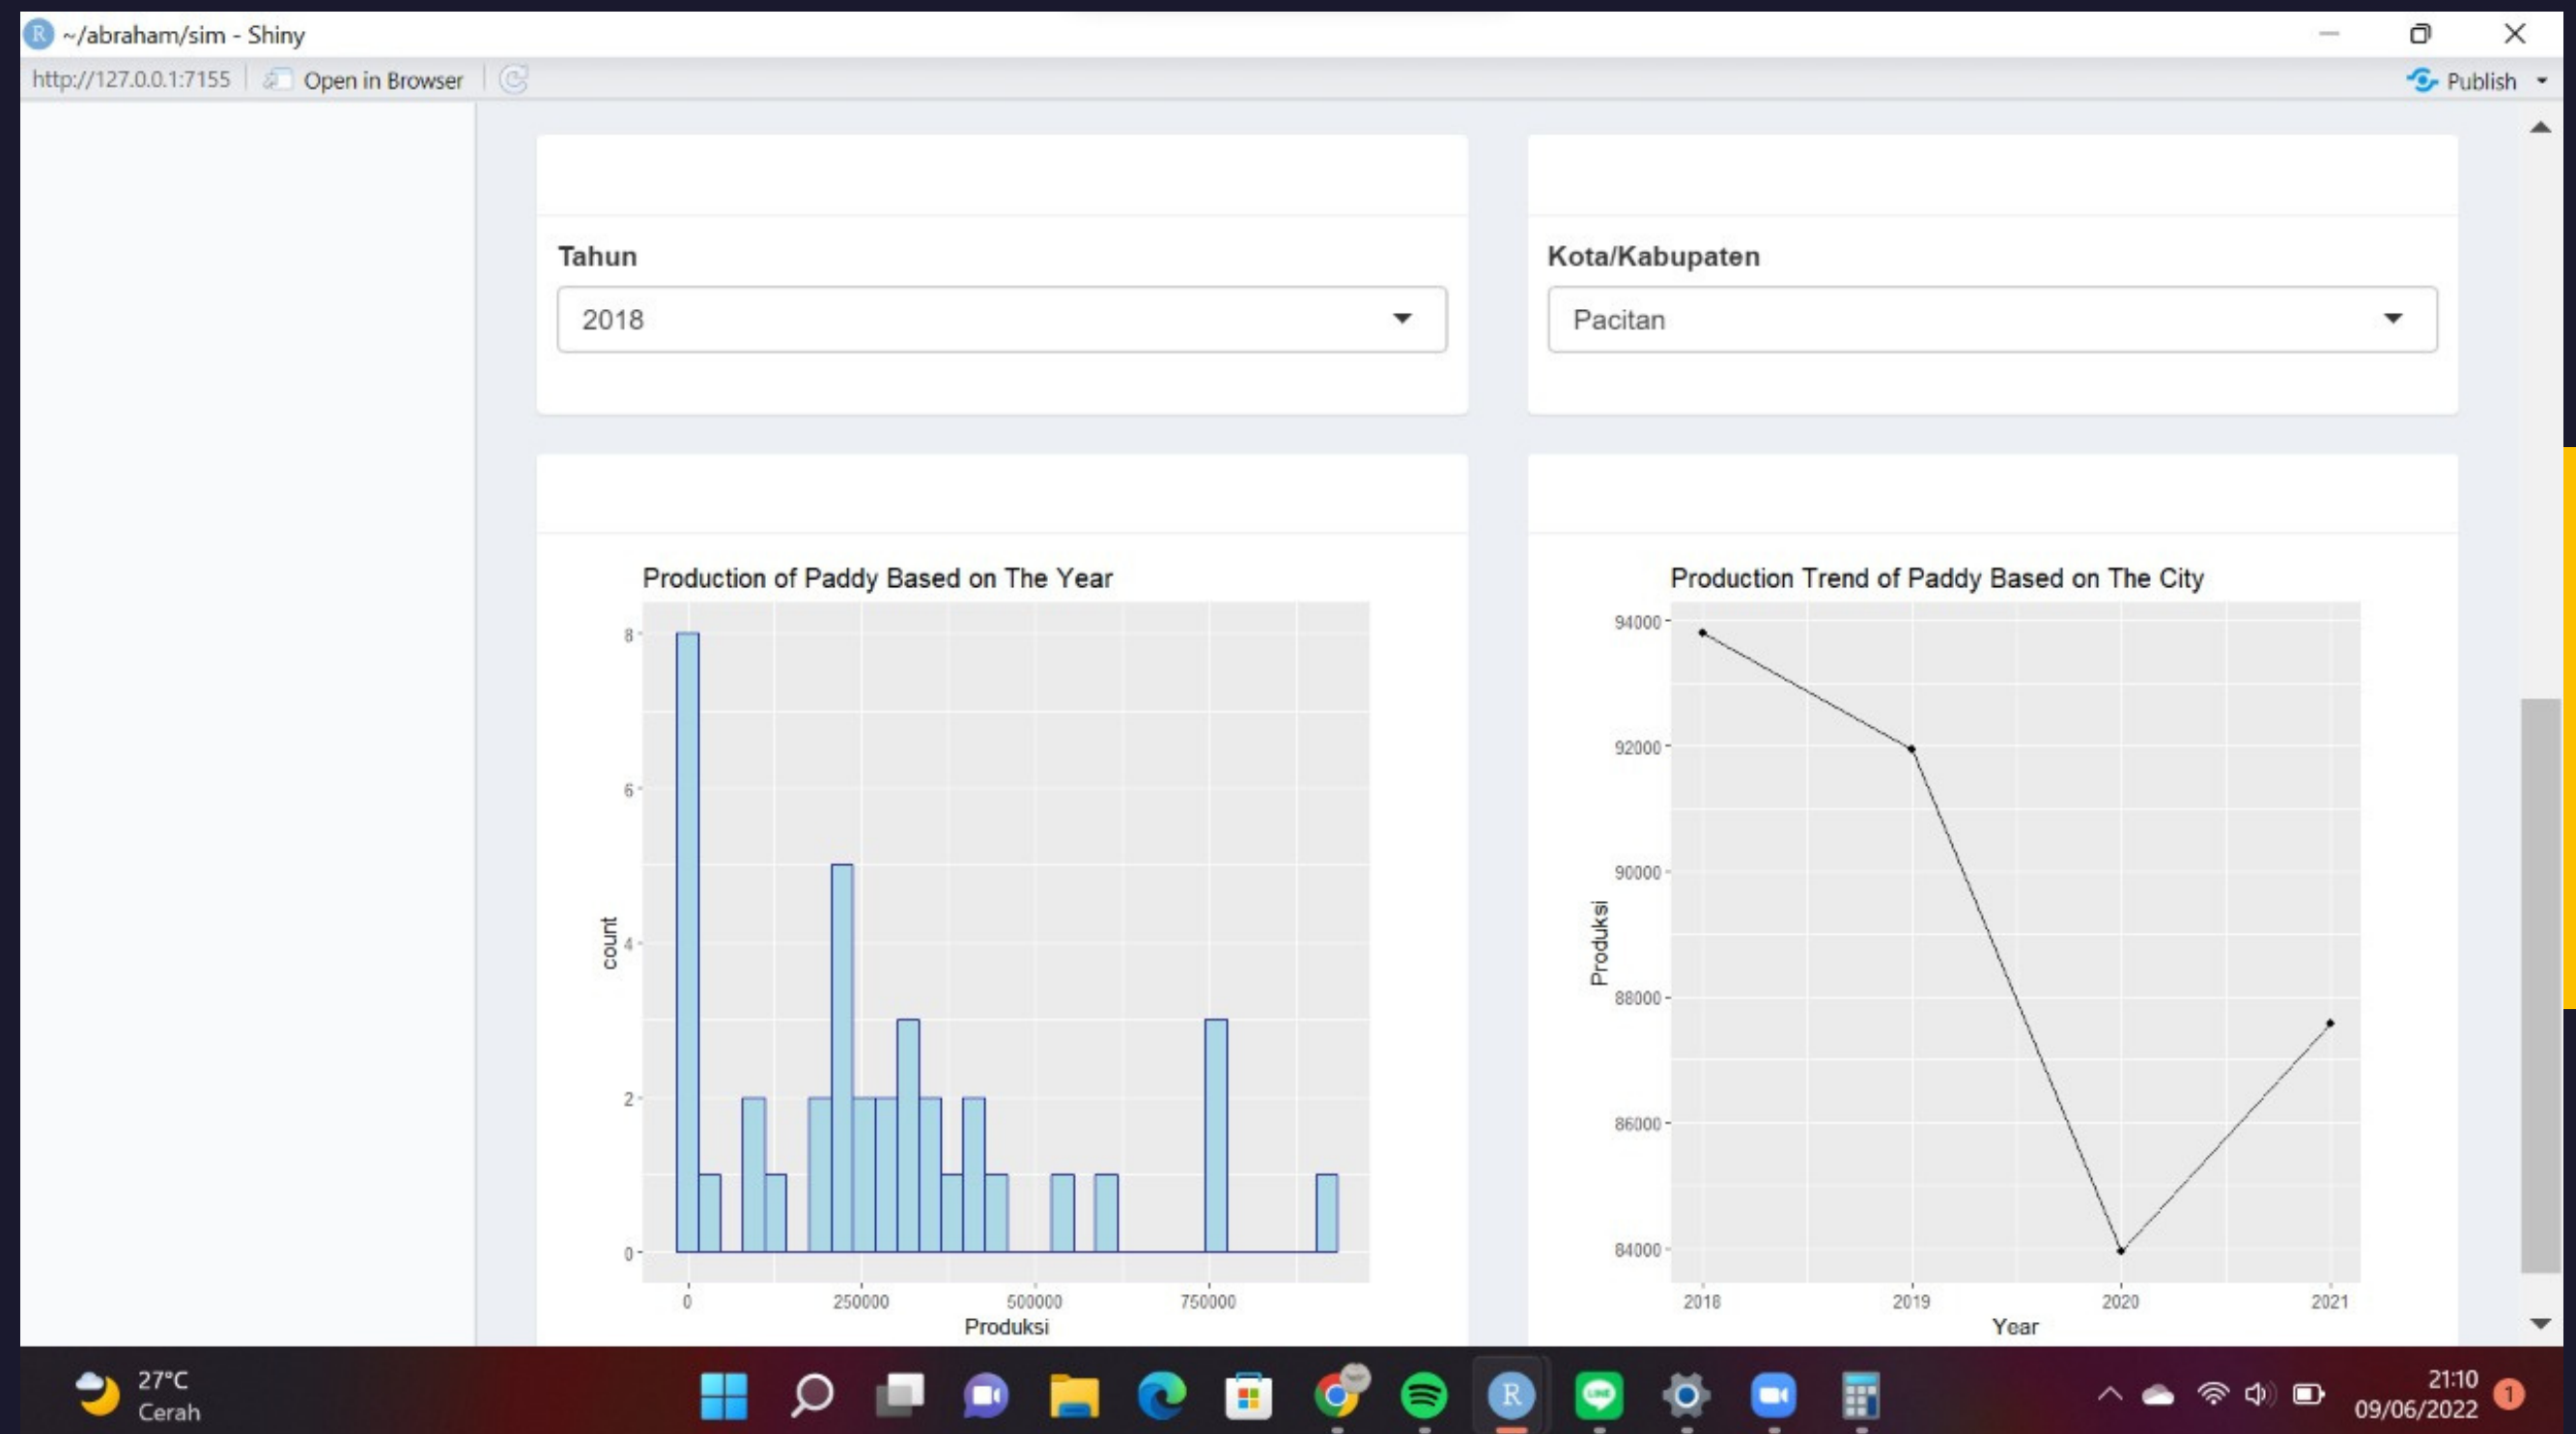 R ~/abraham/sim - Shiny
http://127.0.0.1:7155 Open in Browser Publish
Tahun
2018
Kota/Kabupaten
Pacitan
Production of Paddy Based on The Year
8
6
4
2
0
count
0 250000 500000 750000
Produksi
Production Trend of Paddy Based on The City
94000
92000
90000
88000
86000
84000
Produksi
2018 2019 2020 2021
Year
27°C
Cerah
R
LINE
21:10
09/06/2022
1